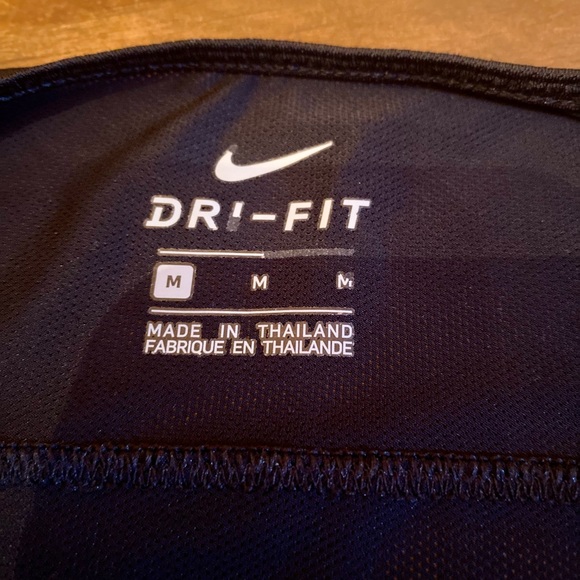 DRI-FIT
M M M
MADE IN THAILAND
FABRIQUE EN THAILANDE